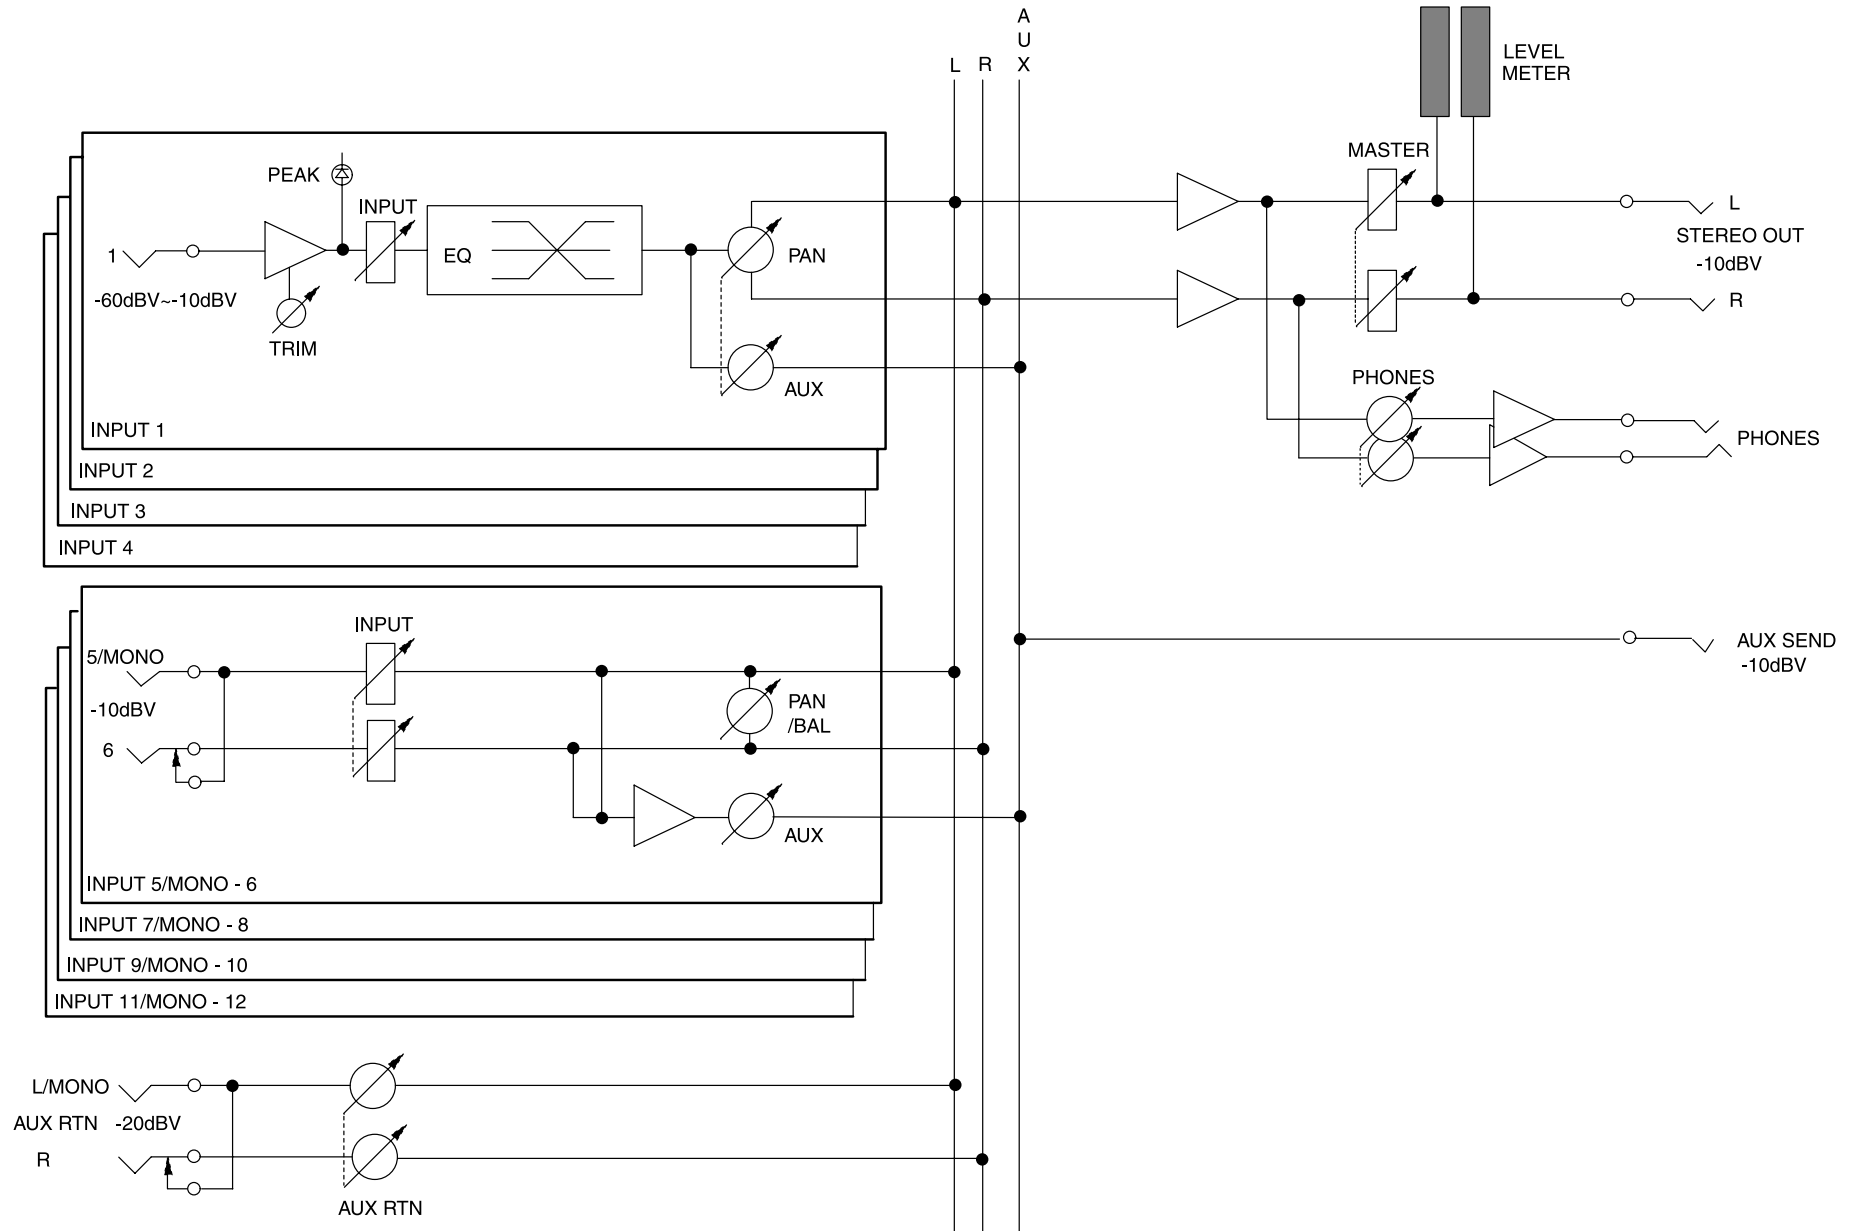 A
U
X
L R
LEVEL
METER
MASTER
PEAK
INPUT
1
EQ
PAN
-60dBV~-10dBV
TRIM
AUX
INPUT 1
INPUT 2
INPUT 3
INPUT 4
L
STEREO OUT
-10dBV
R
PHONES
PHONES
AUX SEND
-10dBV
INPUT
5/MONO
-10dBV
6
PAN
/BAL
AUX
INPUT 5/MONO - 6
INPUT 7/MONO - 8
INPUT 9/MONO - 10
INPUT 11/MONO - 12
L/MONO
AUX RTN -20dBV
R
AUX RTN